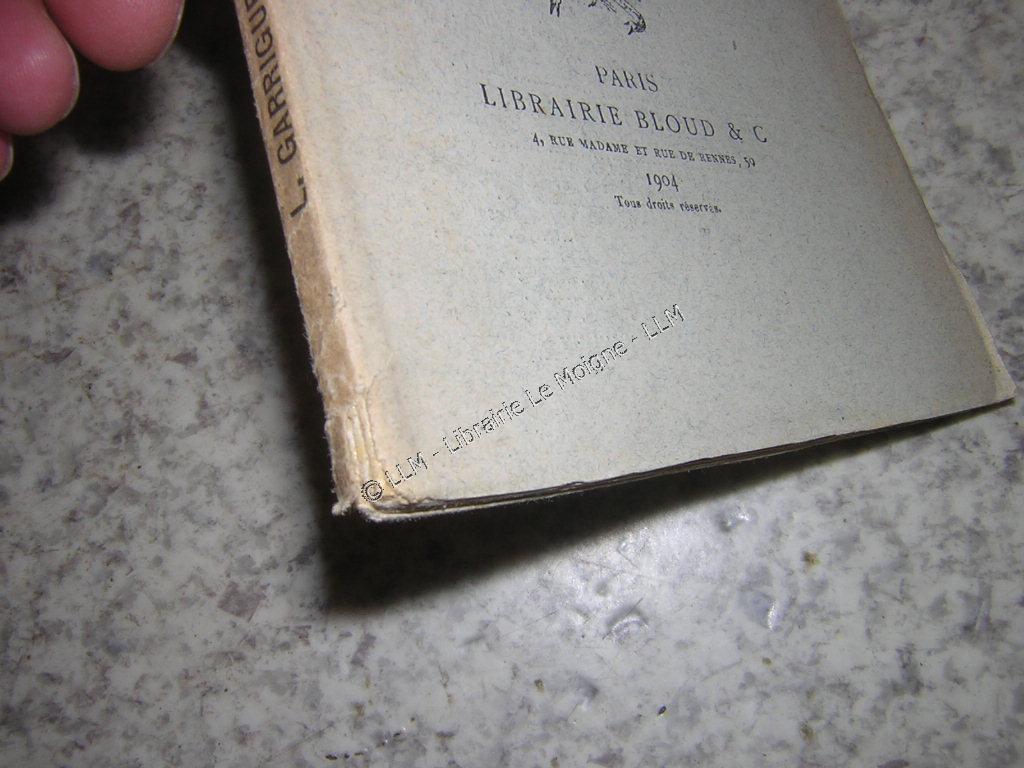 L. GARRIGU
PARIS
LIBRAIRIE BLOUD & C
4, RUE MADAME ET RUE DE RENNES, 59
1904
Tous droits réservés.
© LLM - Librairie Le Moigne - LLM